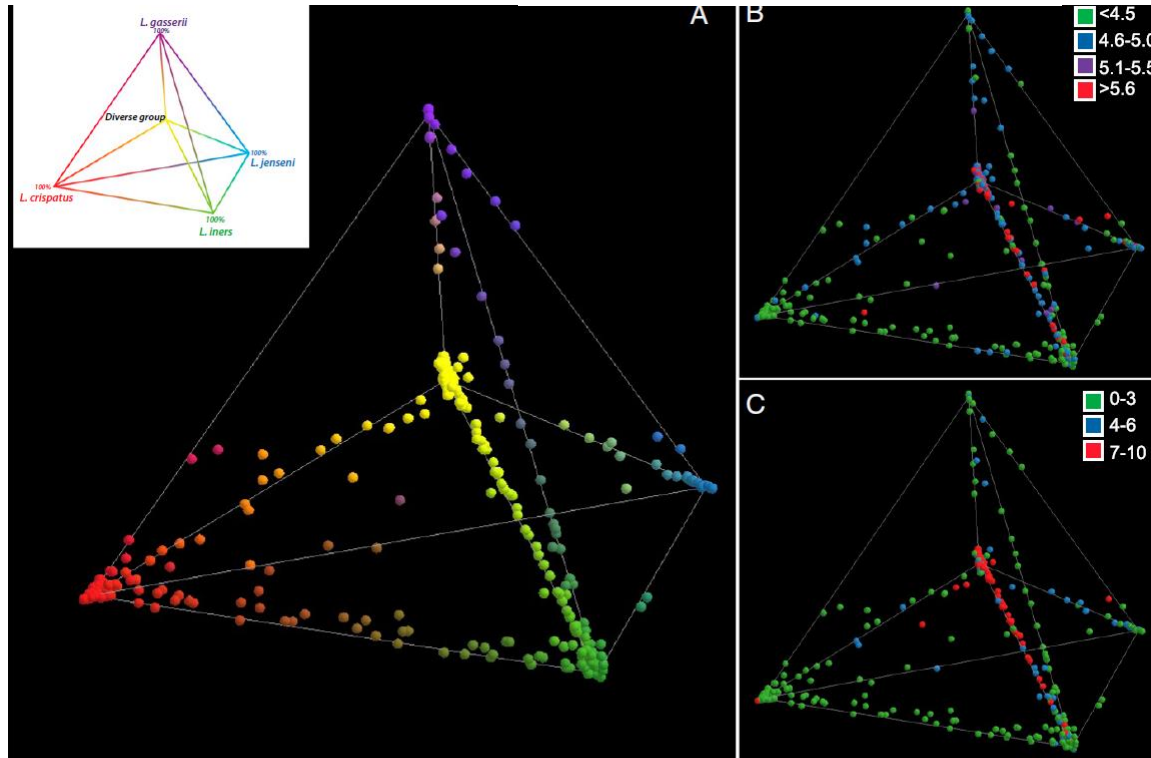 L. gasserii
100%
Diverse group
100%
L. jenseni
100%
L. crispatus
100%
L. iners
A
B
<4.5
4.6-5.0
5.1-5.5
>5.6
C
0-3
4-6
7-10